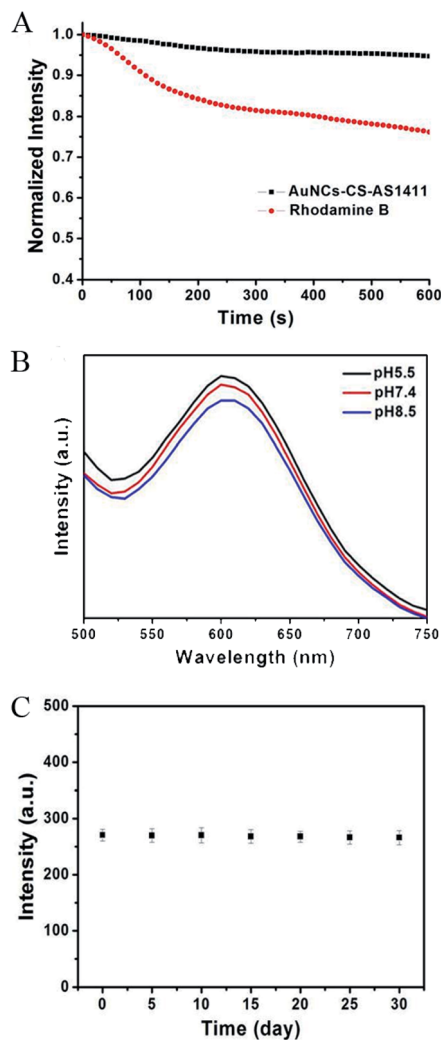 A
Normalized Intensity
1.0
0.9
0.8
0.7
0.6
0.5
0.4
AuNCs-CS-AS1411
Rhodamine B
0 100 200 300 400 500 600
Time (s)
B
Intensity (a.u.)
pH5.5
pH7.4
pH8.5
500 550 600 650 700 750
Wavelength (nm)
C
Intensity (a.u.)
500
400
300
200
100
0
0 5 10 15 20 25 30
Time (day)